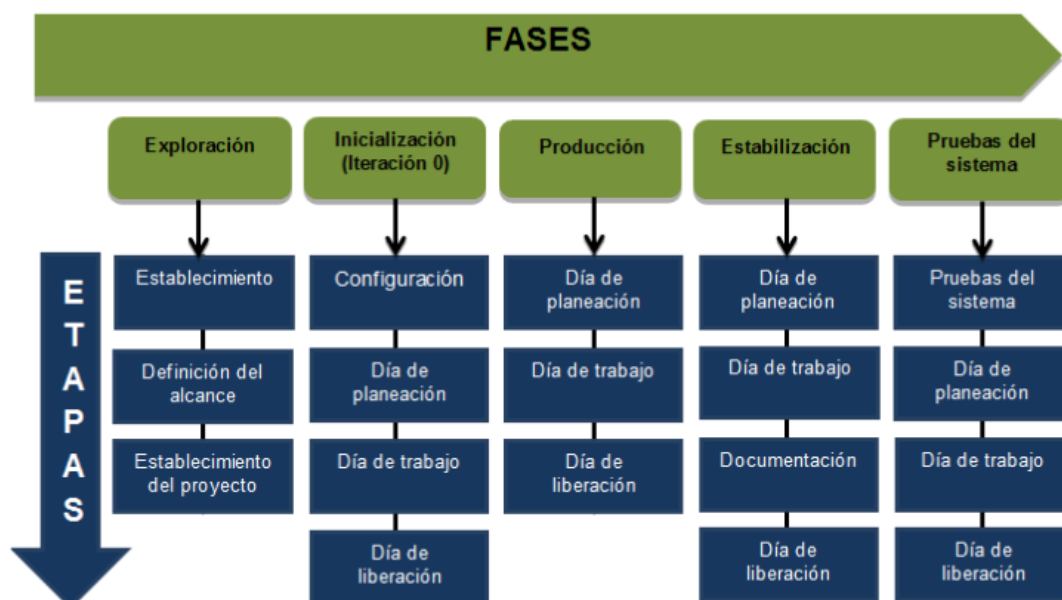 FASES
Exploración
Inicialización
(Iteración 0)
Producción
Estabilización
Pruebas del
sistema
ETAPAS
Establecimiento
Configuración
Día de
planeación
Día de
planeación
Pruebas del
sistema
Definición del
alcance
Día de
planeación
Día de trabajo
Día de trabajo
Día de
planeación
Establecimiento
del proyecto
Día de trabajo
Día de
liberación
Documentación
Día de trabajo
Día de
liberación
Día de
liberación
Día de
liberación